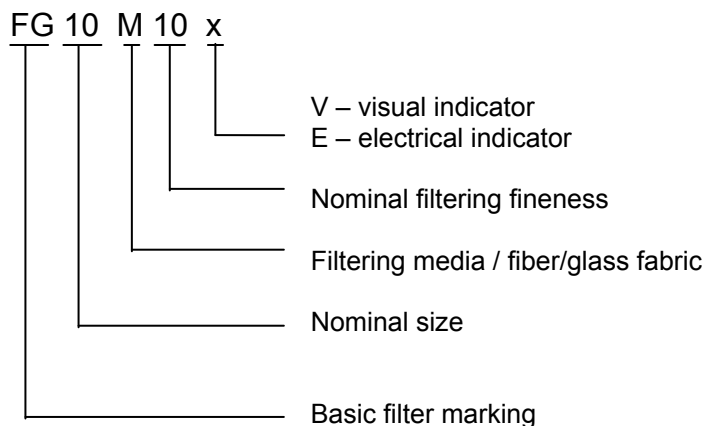 FG 10 M 10 x
V – visual indicator
E – electrical indicator
Nominal filtering fineness
Filtering media / fiber/glass fabric
Nominal size
Basic filter marking